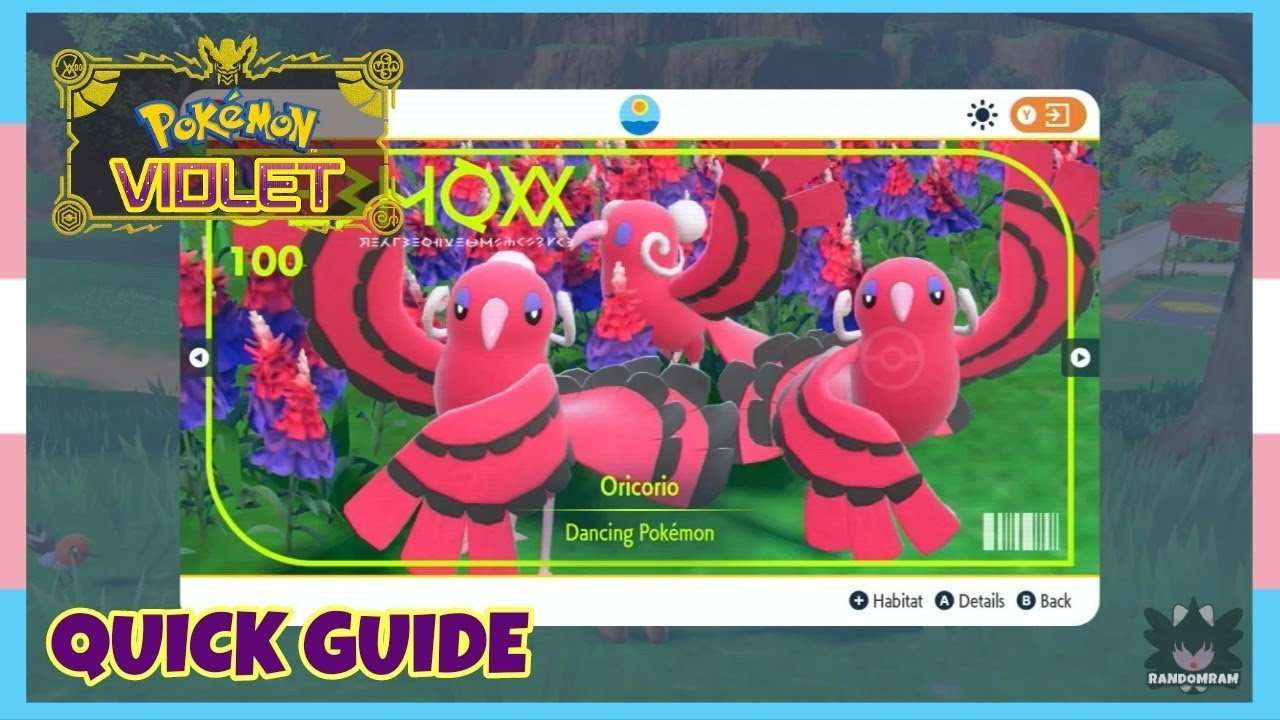 POKÉMON
VIOLET
100
Oricorio
Dancing Pokémon
Y
+ Habitat A Details B Back
QUICK GUIDE
RANDOMRAM